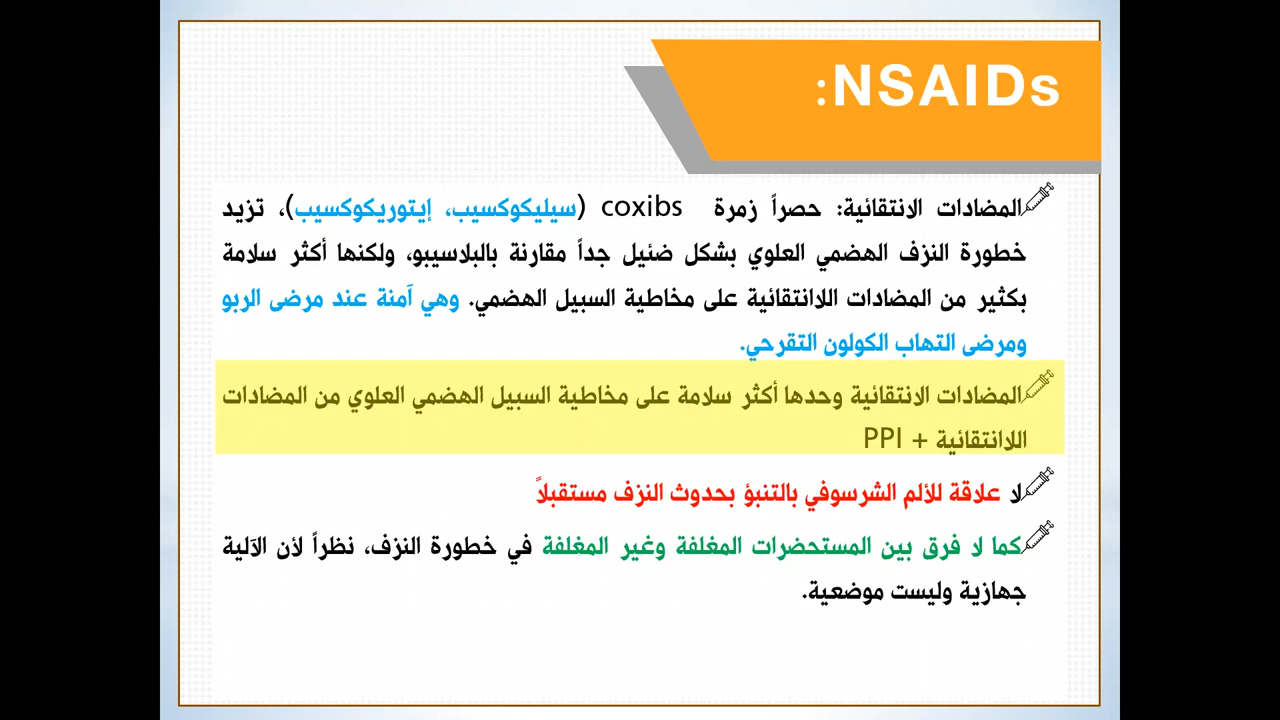 NSAIDs:
المضادات الانتقائية: حصراً زمرة coxibs (سيليكوكسيب، إيتوريكوكسيب)، تزيد
خطورة النزف الهضمي العلوي بشكل ضئيل جداً مقارنة بالبلاسيبو، ولكنها أكثر سلامة
بكثير من المضادات اللاانتقائية على مخاطية السبيل الهضمي. وهي آمنة عند مرضى الربو
ومرضى التهاب الكولون التقرحي.
المضادات الانتقائية وحدها أكثر سلامة على مخاطية السبيل الهضمي العلوي من المضادات
اللاانتقائية + PPI
لا علاقة للألم الشرسوفي بالتنبؤ بحدوث النزف مستقبلاً
كما لا فرق بين المستحضرات المغلفة وغير المغلفة في خطورة النزف، نظراً لأن الآلية
جهازية وليست موضعية.